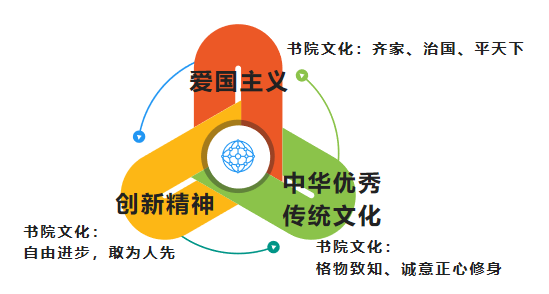 书院文化：齐家、治国、平天下
爱国主义
中华优秀
传统文化
创新精神
书院文化：
自由进步，敢为人先
书院文化：
格物致知、诚意正心修身